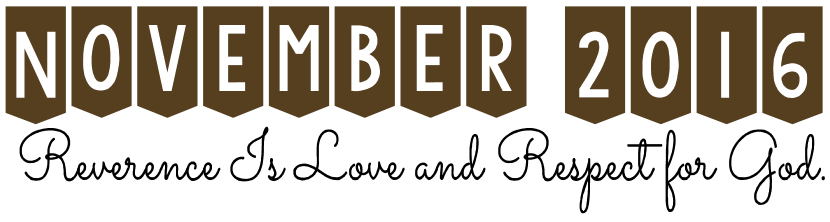 NOVEMBER 2016
Reverence Is Love and Respect for God.